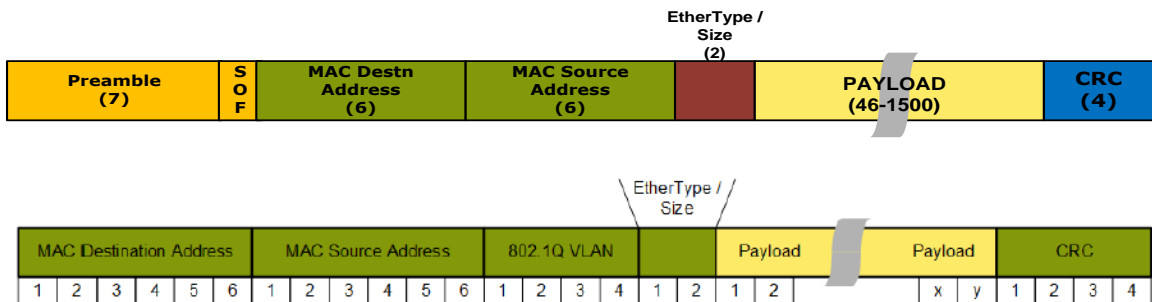 EtherType /
Size
(2)
Preamble
(7)
S
O
F
MAC Destn
Address
(6)
MAC Source
Address
(6)
PAYLOAD
(46-1500)
CRC
(4)
EtherType /
Size
MAC Destination Address
MAC Source Address
802.1Q VLAN
Payload
Payload
CRC
1 2 3 4 5 6 1 2 3 4 5 6 1 2 3 4 1 2 1 2 x y 1 2 3 4